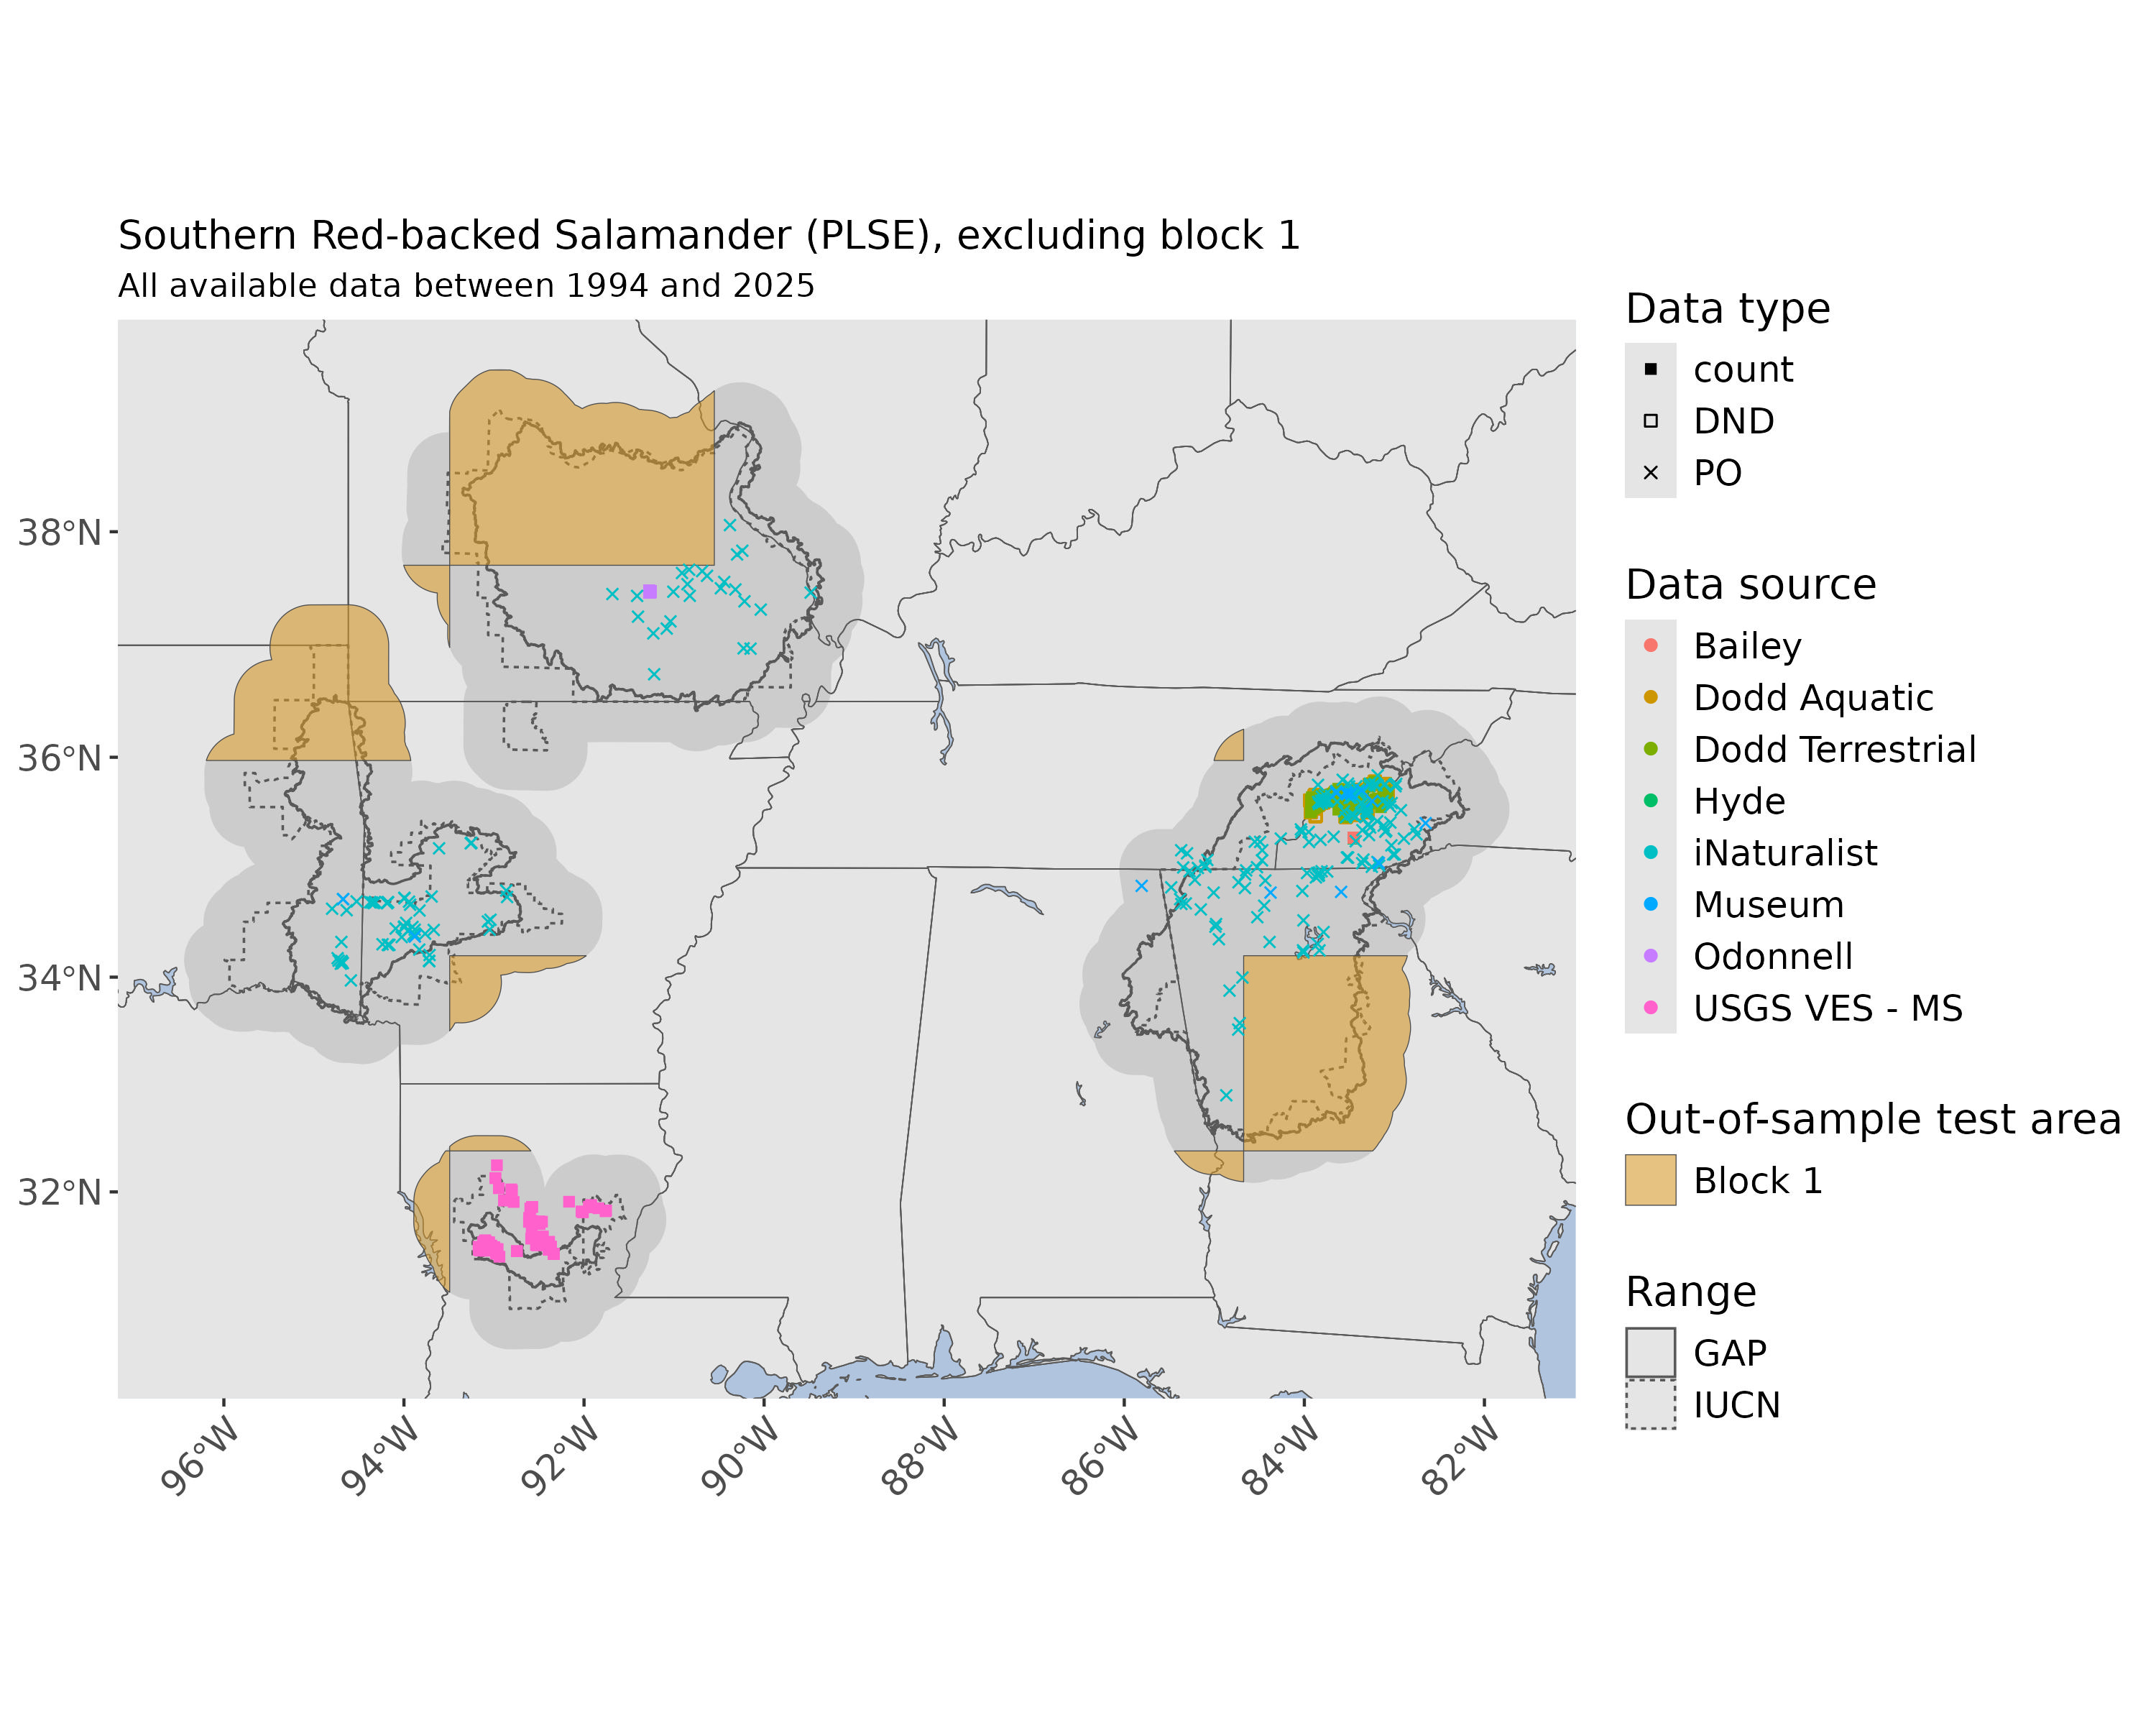 Southern Red-backed Salamander (PLSE), excluding block 1
All available data between 1994 and 2025
38°N
36°N
34°N
32°N
96°W
94°W
92°W
90°W
88°W
86°W
84°W
82°W
Data type
count
DND
PO
Data source
Bailey
Dodd Aquatic
Dodd Terrestrial
Hyde
iNaturalist
Museum
Odonnell
USGS VES - MS
Out-of-sample test area
Block 1
Range
GAP
IUCN